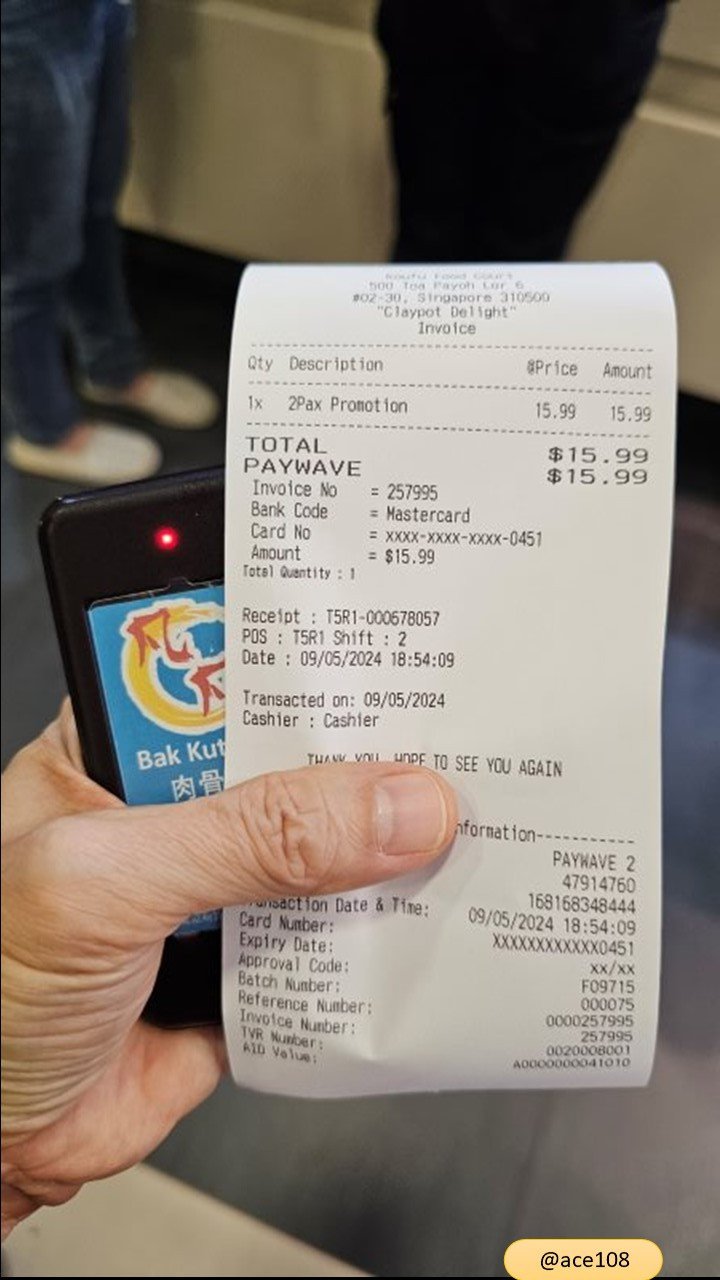 Koufu Food Court
500 Toa Payoh Lor 6
#02-30, Singapore 310500
"Claypot Delight"
Invoice
Qty Description @Price Amount
1x 2Pax Promotion 15.99 15.99
TOTAL $15.99
PAYWAVE $15.99
Invoice No = 257995
Bank Code = Mastercard
Card No = xxxx-xxxx-xxxx-0451
Amount = $15.99
Total Quantity : 1
Receipt : T5R1-000678057
POS : T5R1 Shift : 2
Date : 09/05/2024 18:54:09
Transacted on: 09/05/2024
Cashier : Cashier
THANK YOU, HOPE TO SEE YOU AGAIN
nformation-----------
PAYWAVE 2
47914760
168168348444
Transaction Date & Time: 09/05/2024 18:54:09
Card Number: XXXXXXXXXXXX0451
Expiry Date: xx/xx
Approval Code: F09715
Batch Number: 000075
Reference Number: 0000257995
Invoice Number: 257995
TVR Number: 0020008001
AID Value: A0000000041010
Bak Kut
肉骨
@ace108